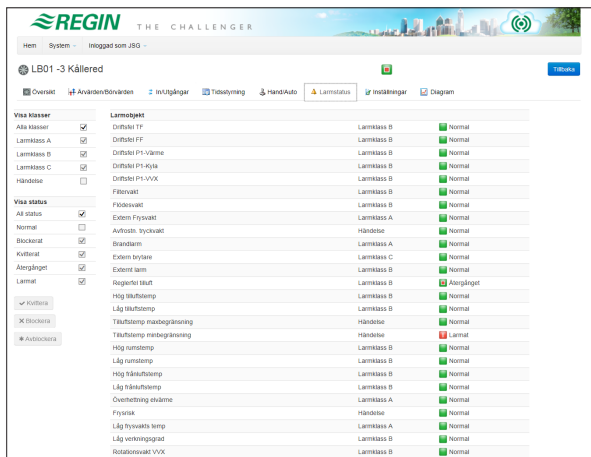 REGIN THE CHALLENGER
Hem System Inloggad som JSG
LB01 -3 Kållered Tillbaka
Översikt Ärvärden/Börvärden In/Utgångar Tidsstyrning Hand/Auto Larmstatus Inställningar Diagram
Visa klasser Larmobjekt
Alla klasser Driftsfel TF Larmklass B Normal
Larmklass A Driftsfel FF Larmklass B Normal
Larmklass B Driftsfel P1-Värme Larmklass B Normal
Larmklass C Driftsfel P1-Kyla Larmklass B Normal
Händelse Driftsfel P1-VVX Larmklass B Normal
Filtervakt Larmklass B Normal
Visa status Flödesvakt Larmklass B Normal
All status Extern Frysvakt Larmklass A Normal
Normal Avfrostn. tryckvakt Händelse Normal
Blockerat Brandlarm Larmklass A Normal
Kvitterat Extern brytare Larmklass C Normal
Återgånget Externt larm Larmklass B Normal
Larmat Reglerfel tilluft Larmklass B Återgånget
Hög tilluftstemp Larmklass B Normal
Kvittera Låg tilluftstemp Larmklass B Normal
Blockera Tilluftstemp maxbegränsning Händelse Normal
Avblockera Tilluftstemp minbegränsning Händelse Larmat
Hög rumstemp Larmklass B Normal
Låg rumstemp Larmklass B Normal
Hög frånluftstemp Larmklass B Normal
Låg frånluftstemp Larmklass B Normal
Överhettning elvärme Larmklass A Normal
Frysrisk Händelse Normal
Låg frysvakts temp Larmklass A Normal
Låg verkningsgrad Larmklass B Normal
Rotationsvakt VVX Larmklass B Normal